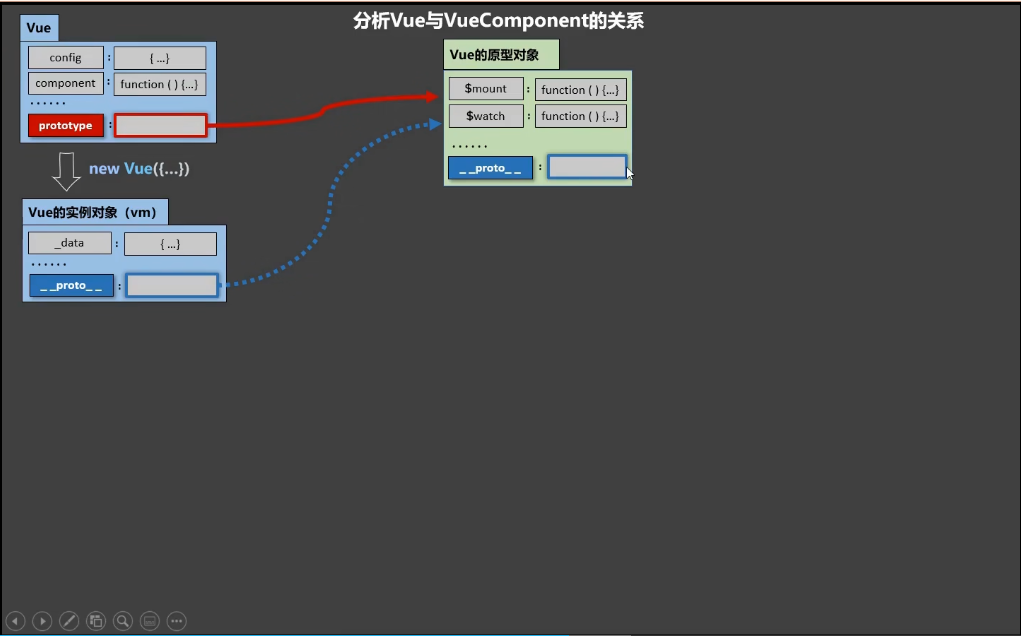 分析Vue与VueComponent的关系
Vue
config : { ...}
component : function ( ) {...}
······
prototype :
new Vue({...})
Vue的实例对象（vm）
_data : { ...}
······
_ _proto_ _ :
Vue的原型对象
$mount : function ( ) {...}
$watch : function ( ) {...}
······
_ _proto_ _ :